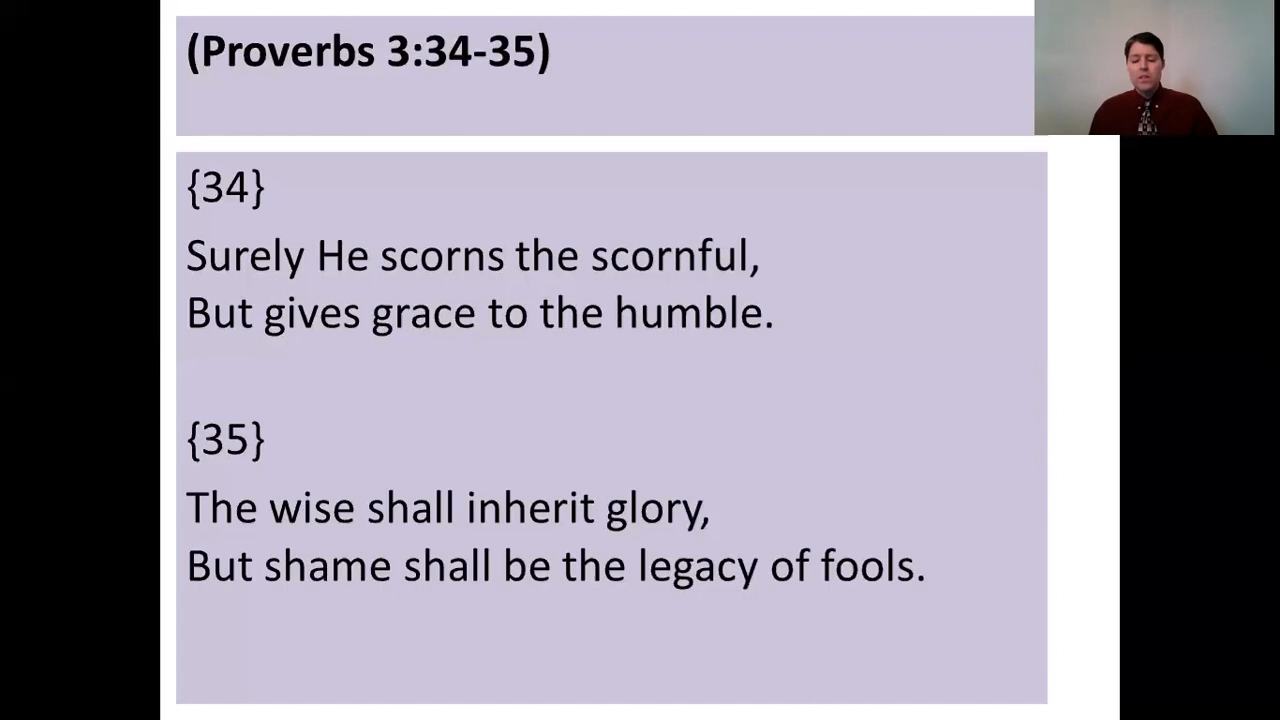 (Proverbs 3:34-35)
{34}
Surely He scorns the scornful,
But gives grace to the humble.
{35}
The wise shall inherit glory,
But shame shall be the legacy of fools.